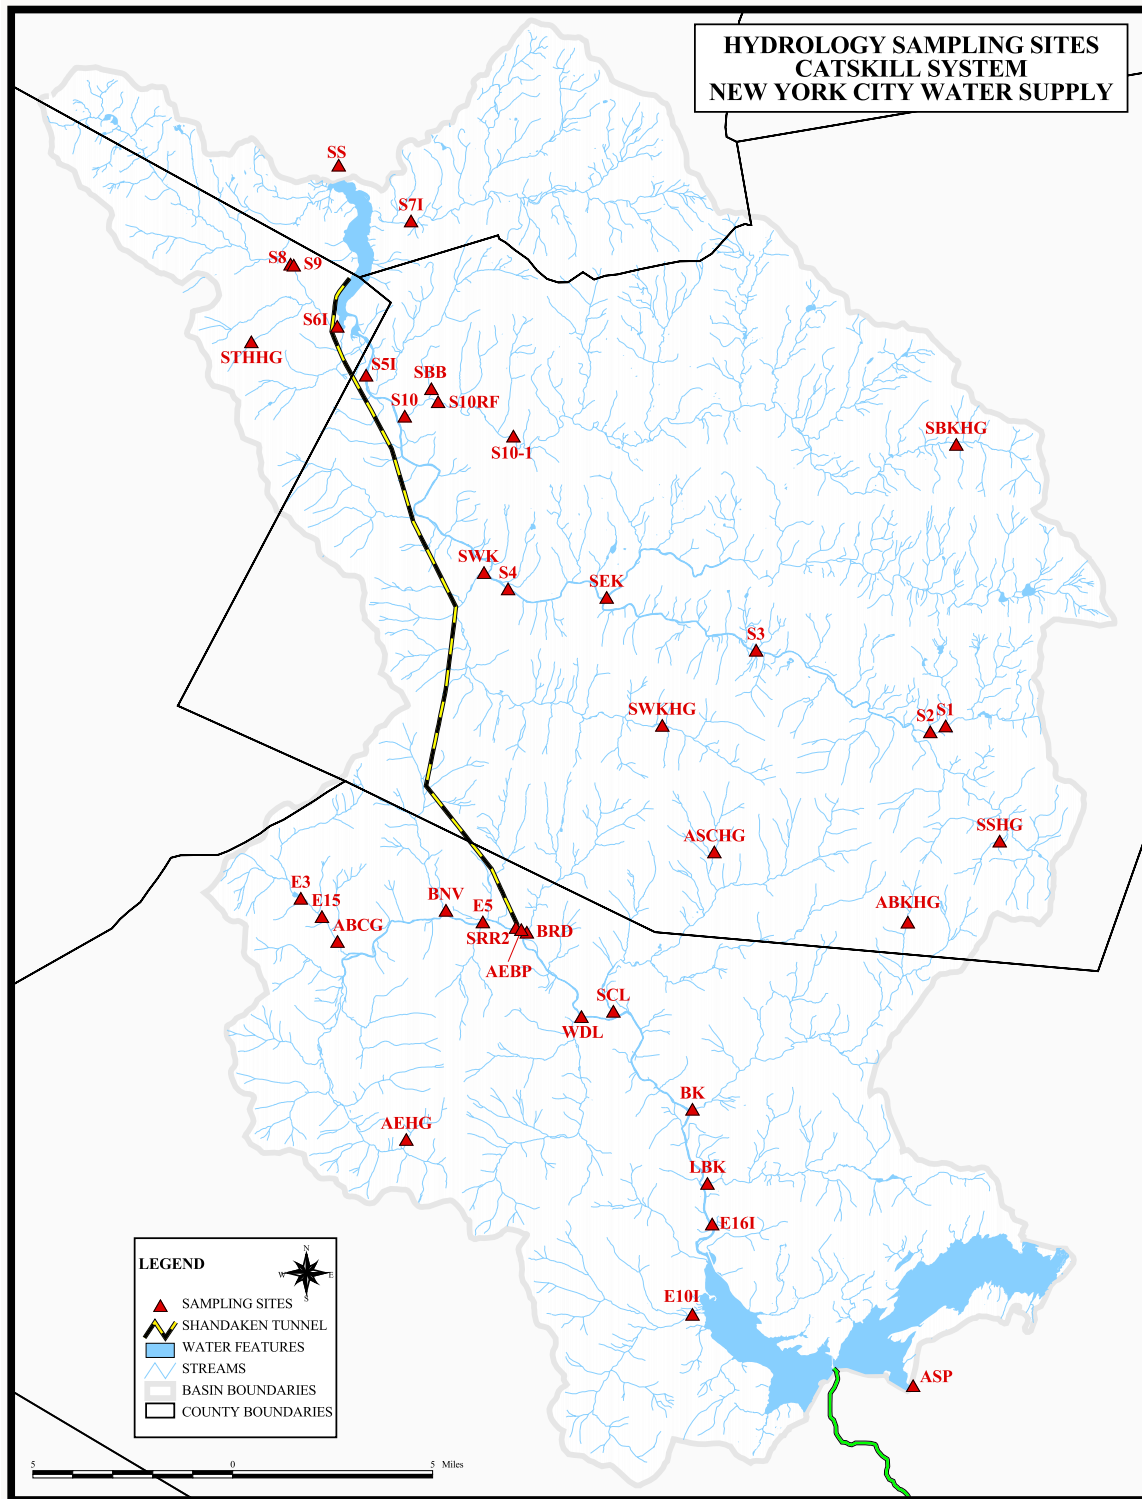 HYDROLOGY SAMPLING SITES
CATSKILL SYSTEM
NEW YORK CITY WATER SUPPLY
SS
S7I
S8
S9
S6I
STHHG
S5I
SBB
S10
S10RF
S10-1
SBKHG
SWK
S4
SEK
S3
SWKHG
S2
S1
ASCHG
SSHG
E3
E15
ABCG
BNV
E5
SRR2
BRD
AEBP
ABKHG
SCL
WDL
BK
AEHG
LBK
E16I
E10I
ASP
LEGEND
N
W
E
S
SAMPLING SITES
SHANDAKEN TUNNEL
WATER FEATURES
STREAMS
BASIN BOUNDARIES
COUNTY BOUNDARIES
5 0 5 Miles